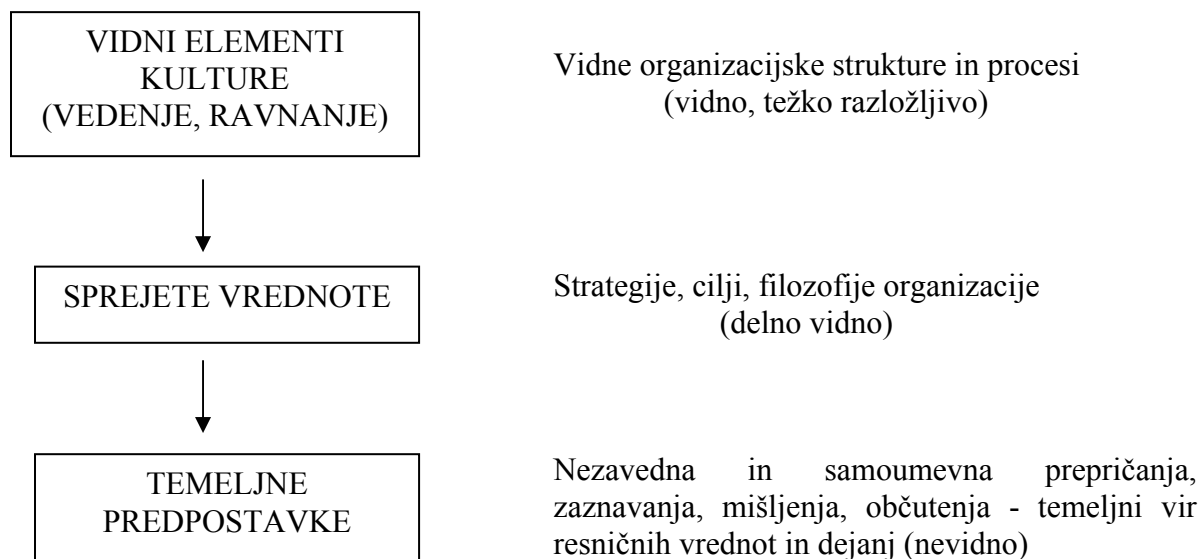 VIDNI ELEMENTI
KULTURE
(VEDENJE, RAVNANJE)
Vidne organizacijske strukture in procesi
(vidno, težko razložljivo)
SPREJETE VREDNOTE
Strategije, cilji, filozofije organizacije
(delno vidno)
TEMELJNE
PREDPOSTAVKE
Nezavedna in samoumevna prepričanja,
zaznavanja, mišljenja, občutenja - temeljni vir
resničnih vrednot in dejanj (nevidno)